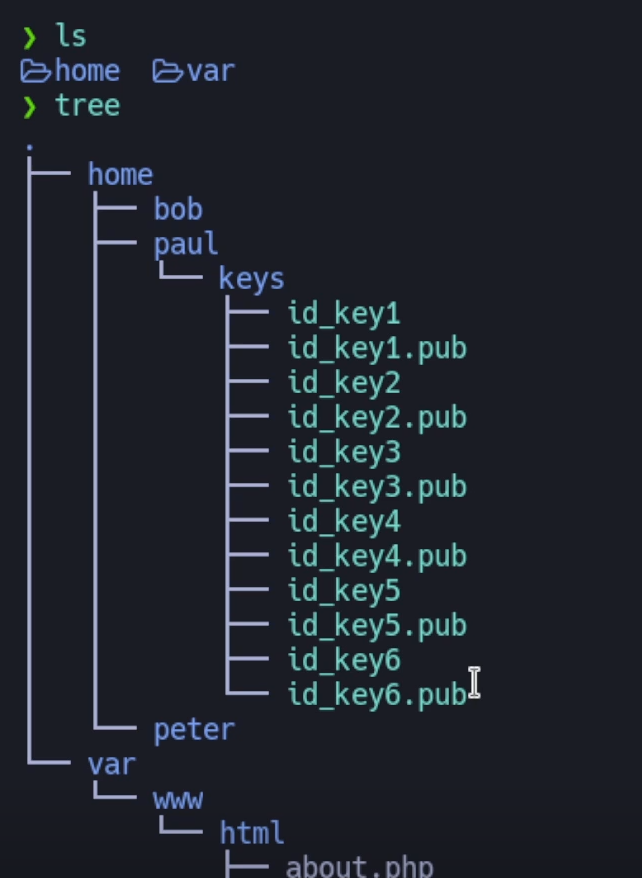 ❯ ls
home var
❯ tree
.
├── home
│   ├── bob
│   ├── paul
│   │   └── keys
│   │       ├── id_key1
│   │       ├── id_key1.pub
│   │       ├── id_key2
│   │       ├── id_key2.pub
│   │       ├── id_key3
│   │       ├── id_key3.pub
│   │       ├── id_key4
│   │       ├── id_key4.pub
│   │       ├── id_key5
│   │       ├── id_key5.pub
│   │       ├── id_key6
│   │       └── id_key6.pub
│   └── peter
└── var
    └── www
        └── html
            ├── about.php